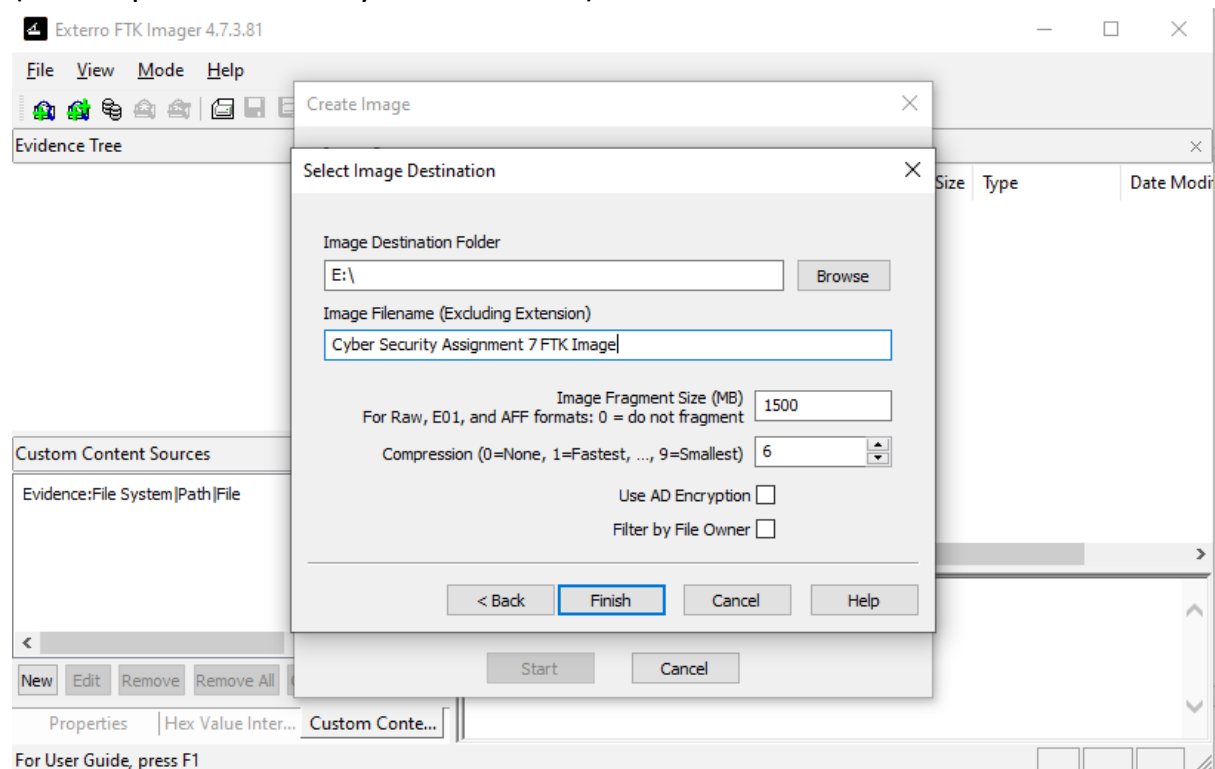 Exterro FTK Imager 4.7.3.81
File View Mode Help
Create Image
Evidence Tree
Select Image Destination
Size Type Date Modi
Image Destination Folder
E:\ Browse
Image Filename (Excluding Extension)
Cyber Security Assignment 7 FTK Image
Image Fragment Size (MB)
For Raw, E01, and AFF formats: 0 = do not fragment
1500
Custom Content Sources
Compression (0=None, 1=Fastest, ..., 9=Smallest) 6
Evidence:File System|Path|File
Use AD Encryption
Filter by File Owner
< Back Finish Cancel Help
Start Cancel
New Edit Remove Remove All
Properties Hex Value Inter... Custom Conte...
For User Guide, press F1